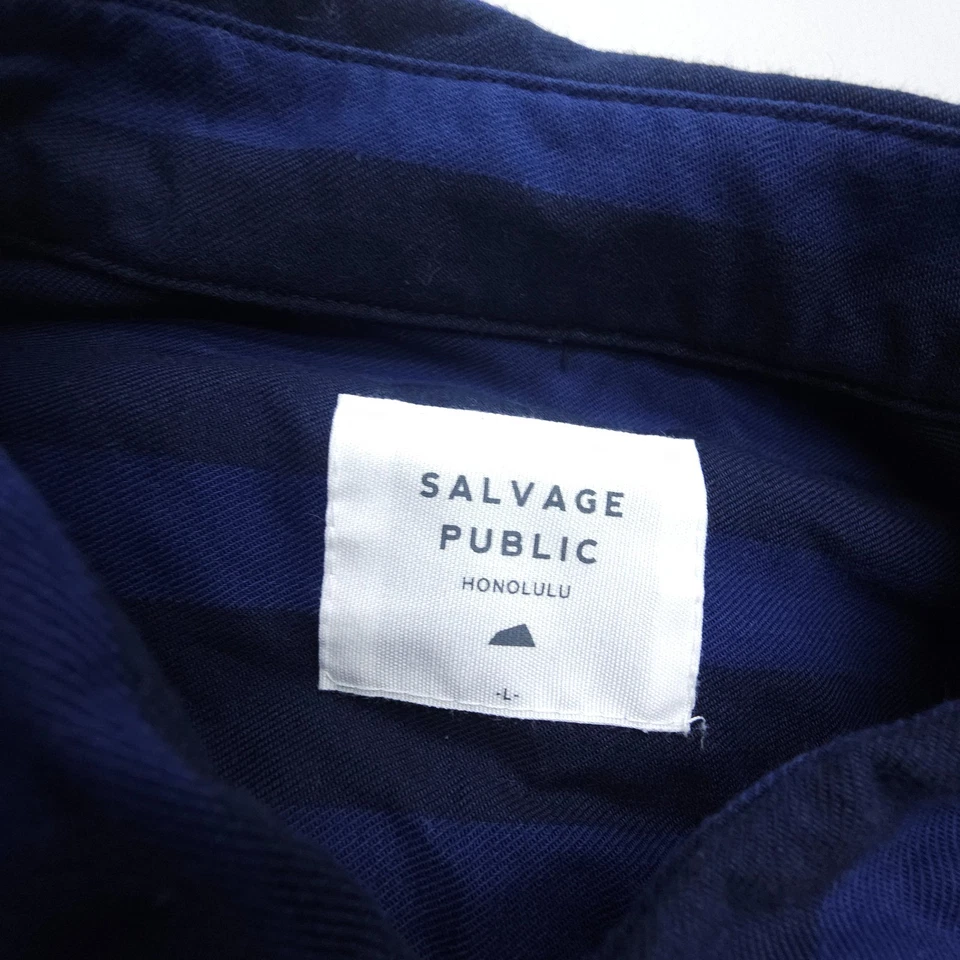 SALVAGE
PUBLIC
HONOLULU
-L-